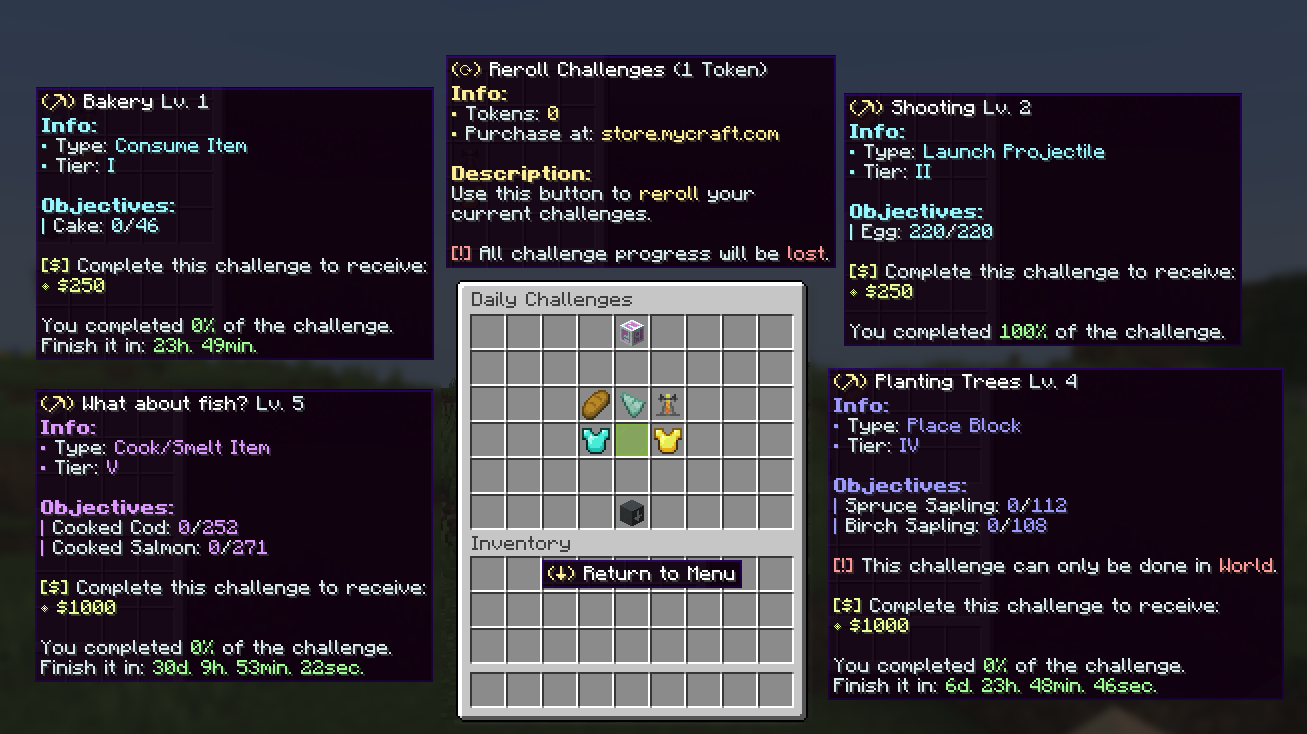 Bakery Lv. 1
Info:
• Type: Consume Item
• Tier: I
Objectives:
| Cake: 0/46
[$] Complete this challenge to receive:
$250
You completed 0% of the challenge.
Finish it in: 23h. 49min.
Reroll Challenges (1 Token)
Info:
• Tokens: 0
• Purchase at: store.mycraft.com
Description:
Use this button to reroll your
current challenges.
[!] All challenge progress will be lost.
Shooting Lv. 2
Info:
• Type: Launch Projectile
• Tier: II
Objectives:
| Egg: 220/220
[$] Complete this challenge to receive:
$250
You completed 100% of the challenge.
Daily Challenges
Inventory
(↓) Return to Menu
What about fish? Lv. 5
Info:
• Type: Cook/Smelt Item
• Tier: V
Objectives:
| Cooked Cod: 0/252
| Cooked Salmon: 0/271
[$] Complete this challenge to receive:
$1000
You completed 0% of the challenge.
Finish it in: 30d. 9h. 53min. 22sec.
Planting Trees Lv. 4
Info:
• Type: Place Block
• Tier: IV
Objectives:
| Spruce Sapling: 0/112
| Birch Sapling: 0/108
[!] This challenge can only be done in World.
[$] Complete this challenge to receive:
$1000
You completed 0% of the challenge.
Finish it in: 6d. 23h. 48min. 46sec.